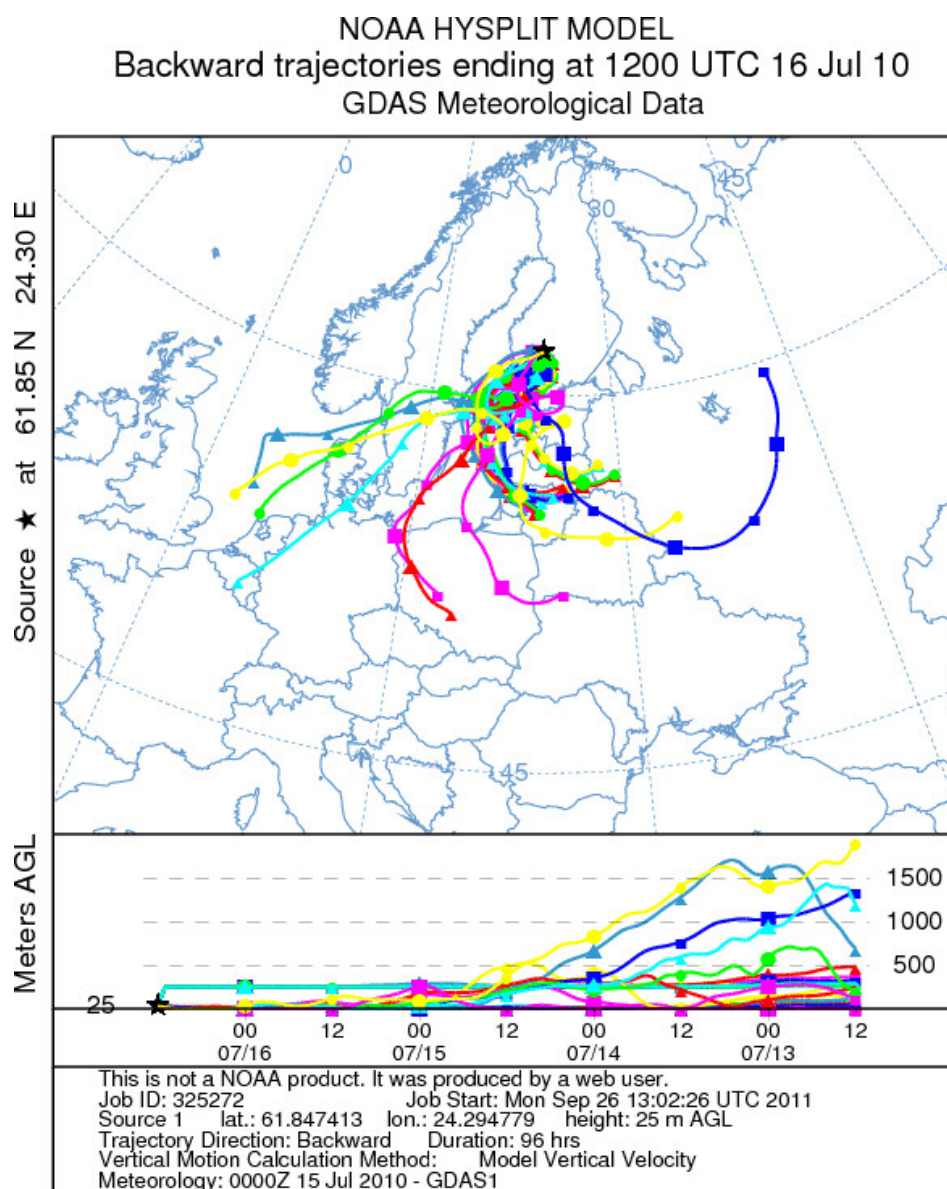 NOAA HYSPLIT MODEL
Backward trajectories ending at 1200 UTC 16 Jul 10
GDAS Meteorological Data
Source ★ at 61.85 N 24.30 E
0
30
45
45
Meters AGL
1500
1000
500
25
00 12 00 12 00 12 00 12
07/16 07/15 07/14 07/13
This is not a NOAA product. It was produced by a web user.
Job ID: 325272 Job Start: Mon Sep 26 13:02:26 UTC 2011
Source 1 lat.: 61.847413 lon.: 24.294779 height: 25 m AGL
Trajectory Direction: Backward Duration: 96 hrs
Vertical Motion Calculation Method: Model Vertical Velocity
Meteorology: 0000Z 15 Jul 2010 - GDAS1